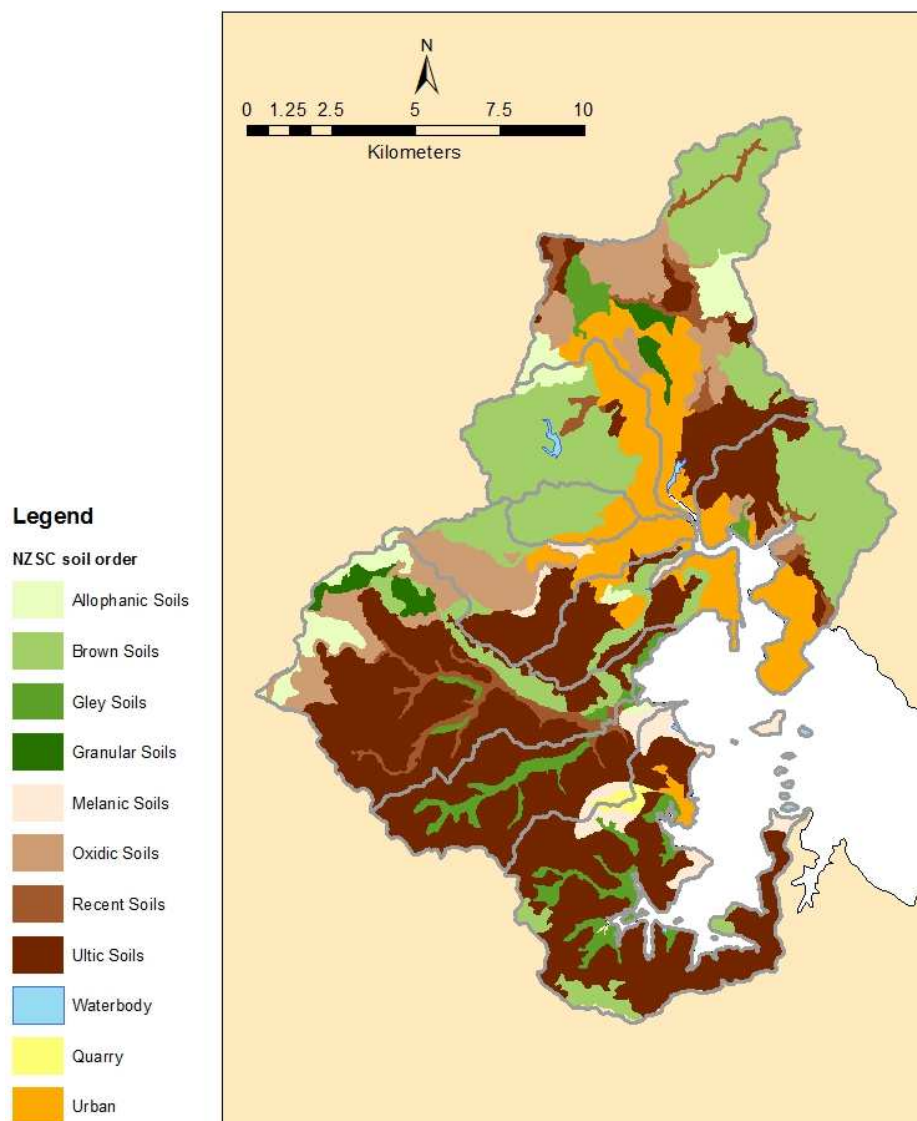 N
0 1.25 2.5 5 7.5 10
Kilometers
Legend
NZSC soil order
Allophanic Soils
Brown Soils
Gley Soils
Granular Soils
Melanic Soils
Oxidic Soils
Recent Soils
Ultic Soils
Waterbody
Quarry
Urban